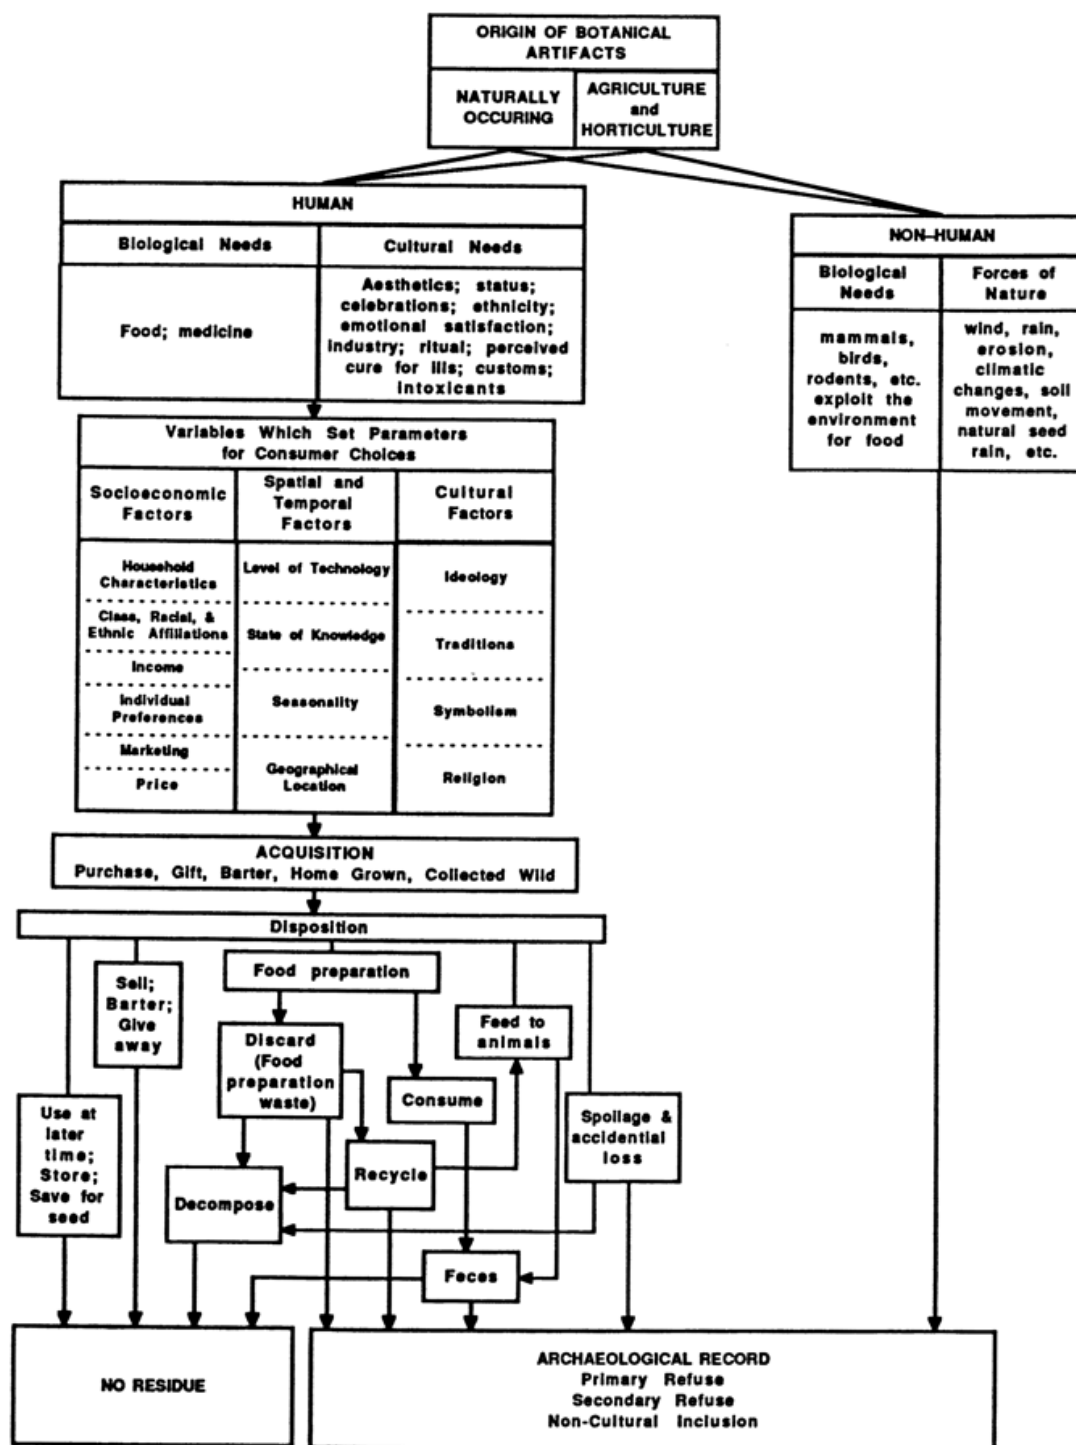 ORIGIN OF BOTANICAL
ARTIFACTS
NATURALLY
OCCURING
AGRICULTURE
and
HORTICULTURE
HUMAN
Biological Needs
Cultural Needs
Food; medicine
Aesthetics; status;
celebrations; ethnicity;
emotional satisfaction;
industry; ritual; perceived
cure for ills; customs;
intoxicants
NON-HUMAN
Biological
Needs
Forces of
Nature
mammals,
birds,
rodents, etc.
exploit the
environment
for food
wind, rain,
erosion,
climatic
changes, soil
movement,
natural seed
rain, etc.
Variables Which Set Parameters
for Consumer Choices
Socioeconomic
Factors
Spatial and
Temporal
Factors
Cultural
Factors
Household
Characteristics
Class, Racial, &
Ethnic Affiliations
Income
Individual
Preferences
Marketing
Price
Level of Technology
State of Knowledge
Seasonality
Geographical
Location
Ideology
Traditions
Symbolism
Religion
ACQUISITION
Purchase, Gift, Barter, Home Grown, Collected Wild
Disposition
Sell;
Barter;
Give
away
Food preparation
Feed to
animals
Discard
(Food
preparation
waste)
Consume
Use at
later
time;
Store;
Save for
seed
Spoilage &
accidential
loss
Recycle
Decompose
Feces
NO RESIDUE
ARCHAEOLOGICAL RECORD
Primary Refuse
Secondary Refuse
Non-Cultural Inclusion